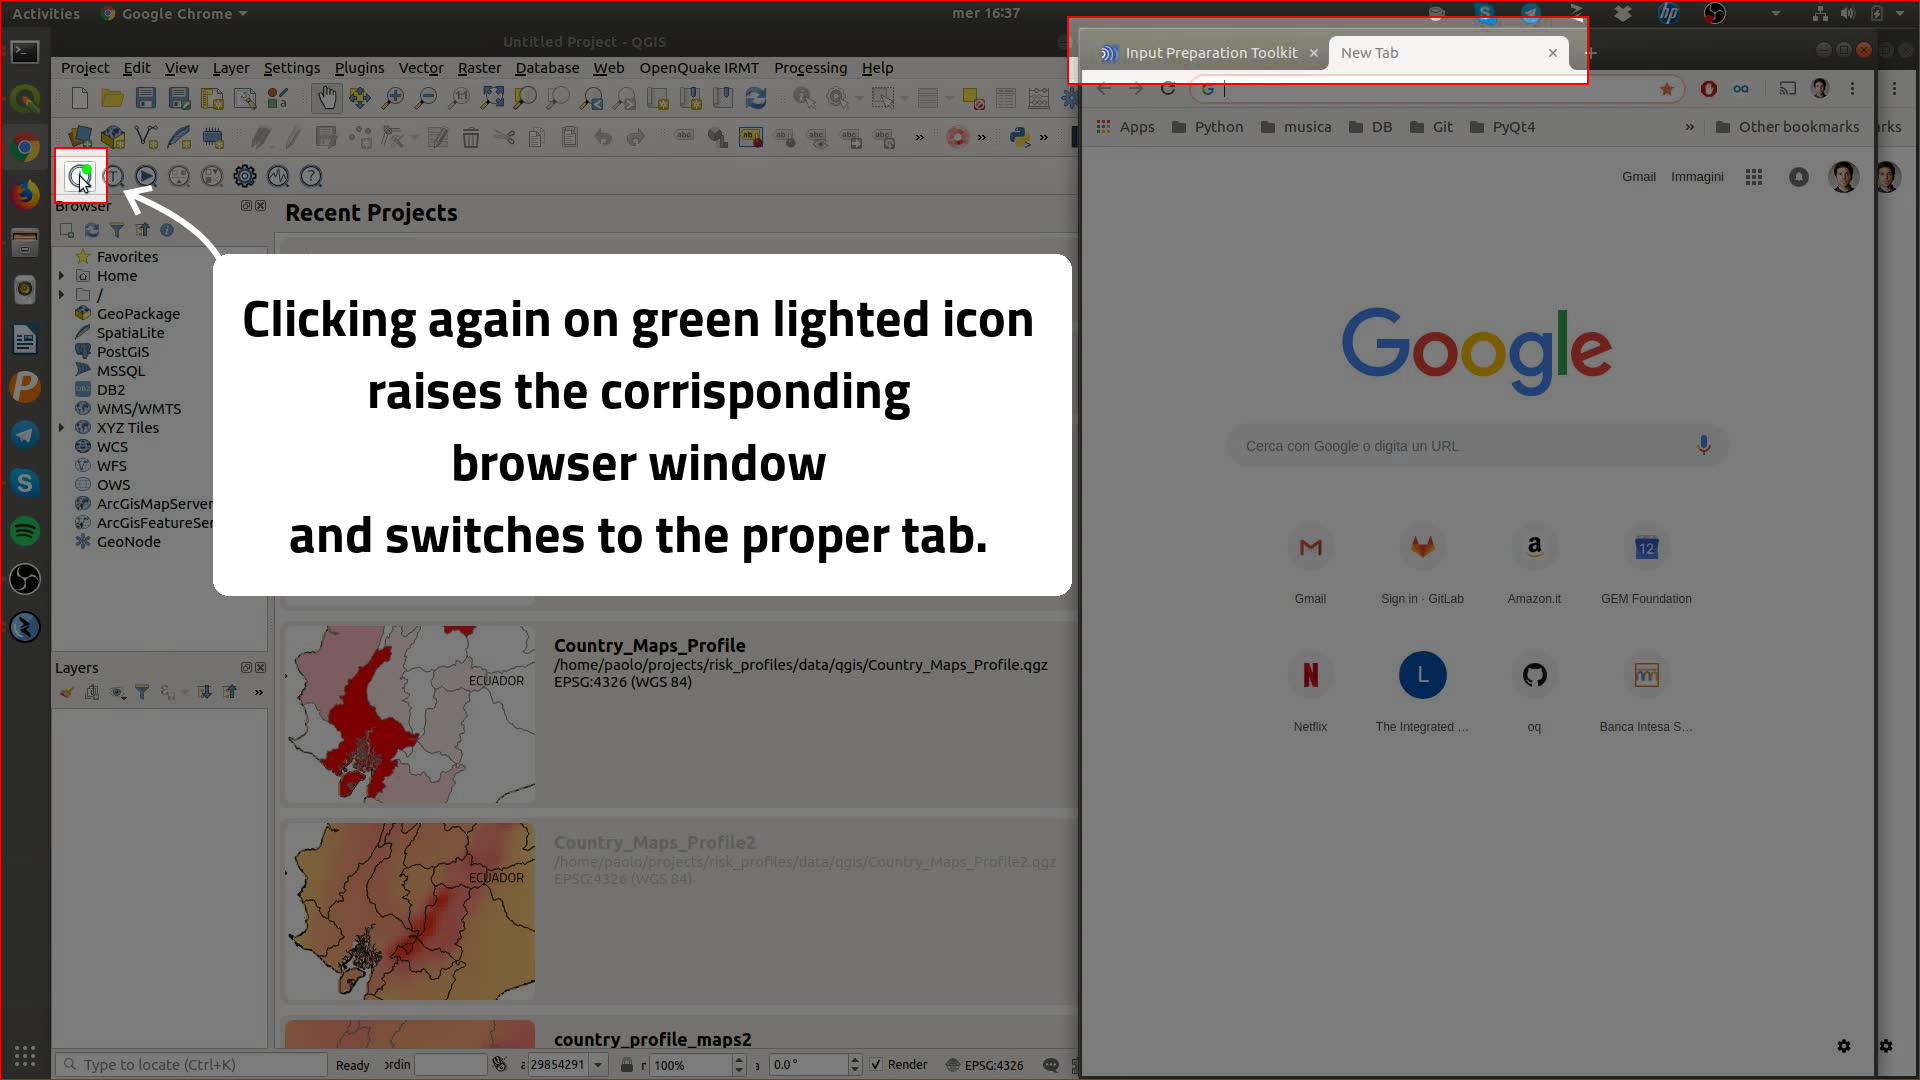 Activities
Google Chrome
mer 16:37
Untitled Project - QGIS
Project Edit View Layer Settings Plugins Vector Raster Database Web OpenQuake IRMT Processing Help
Input Preparation Toolkit
New Tab
Apps Python musica DB Git PyQt4 » Other bookmarks
rks
Gmail Immagini
Browser
Recent Projects
Favorites
Home
/
GeoPackage
SpatiaLite
PostGIS
MSSQL
DB2
WMS/WMTS
XYZ Tiles
WCS
WFS
OWS
ArcGisMapServer
ArcGisFeatureSer
GeoNode
Clicking again on green lighted icon
raises the corrisponding
browser window
and switches to the proper tab.
Google
Cerca con Google o digita un URL
Gmail
Sign in · GitLab
Amazon.it
GEM Foundation
Netflix
The Integrated ...
oq
Banca Intesa S...
Layers
Country_Maps_Profile
/home/paolo/projects/risk_profiles/data/qgis/Country_Maps_Profile.qgz
EPSG:4326 (WGS 84)
ECUADOR
Country_Maps_Profile2
/home/paolo/projects/risk_profiles/data/qgis/Country_Maps_Profile2.qgz
EPSG:4326 (WGS 84)
ECUADOR
country_profile_maps2
Type to locate (Ctrl+K)
Ready
ordin
29854291
100%
0.0 °
Render
EPSG:4326